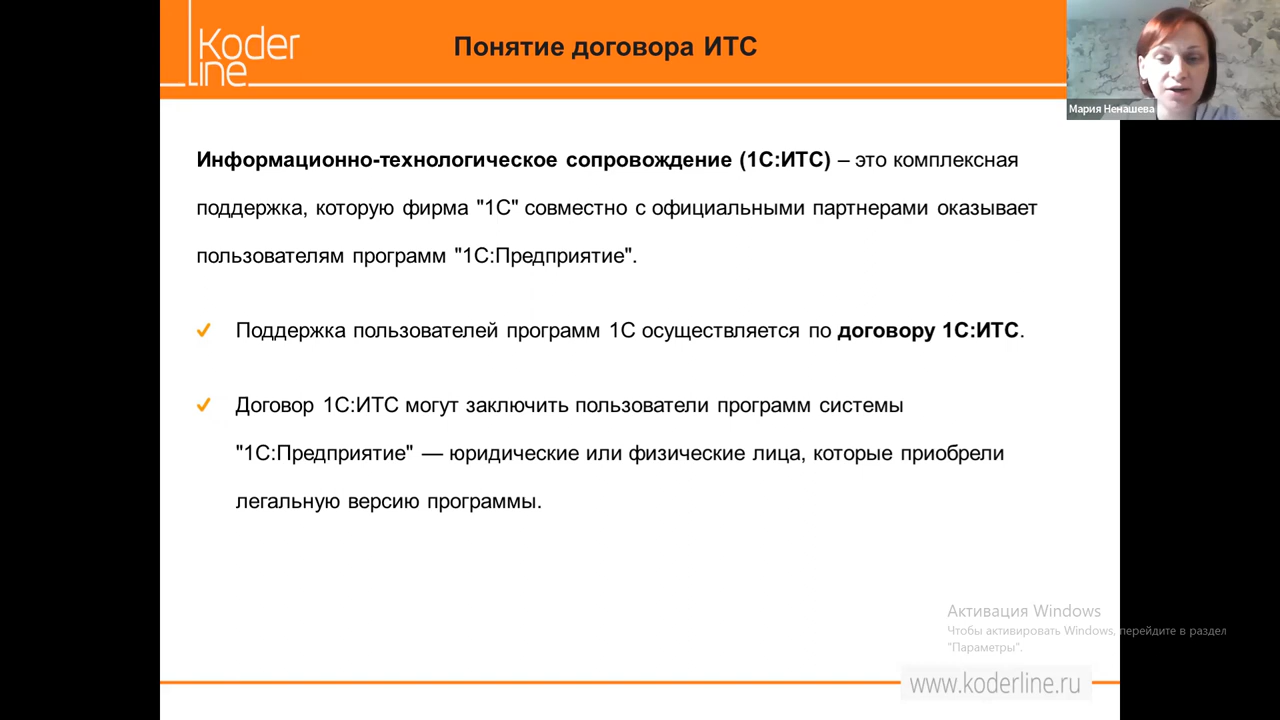 Koder
line
Понятие договора ИТС
Мария Ненашева
Информационно-технологическое сопровождение (1С:ИТС) – это комплексная
поддержка, которую фирма "1С" совместно с официальными партнерами оказывает
пользователям программ "1С:Предприятие".
Поддержка пользователей программ 1С осуществляется по договору 1С:ИТС.
Договор 1С:ИТС могут заключить пользователи программ системы
"1С:Предприятие" — юридические или физические лица, которые приобрели
легальную версию программы.
Активация Windows
Чтобы активировать Windows, перейдите в раздел
"Параметры".
www.koderline.ru